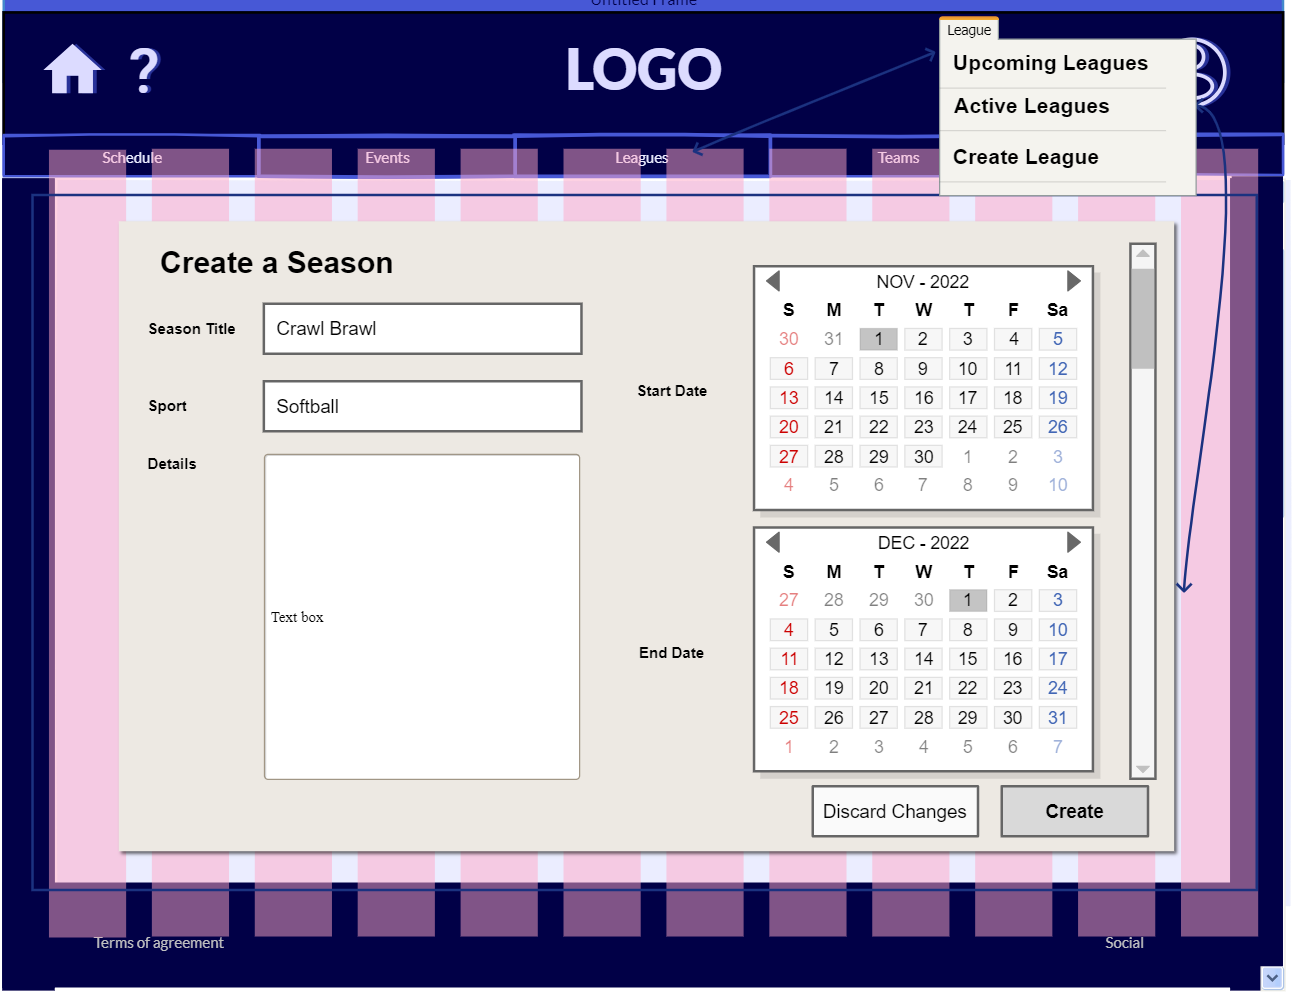 Untitled Frame
LOGO
?
League
Upcoming Leagues
Active Leagues
Create League
Schedule
Events
Leagues
Teams
Create a Season
Season Title
Crawl Brawl
Sport
Softball
Details
Text box
Start Date
NOV - 2022
S M T W T F Sa
30 31 1 2 3 4 5
6 7 8 9 10 11 12
13 14 15 16 17 18 19
20 21 22 23 24 25 26
27 28 29 30 1 2 3
4 5 6 7 8 9 10
End Date
DEC - 2022
S M T W T F Sa
27 28 29 30 1 2 3
4 5 6 7 8 9 10
11 12 13 14 15 16 17
18 19 20 21 22 23 24
25 26 27 28 29 30 31
1 2 3 4 5 6 7
Discard Changes
Create
Terms of agreement
Social